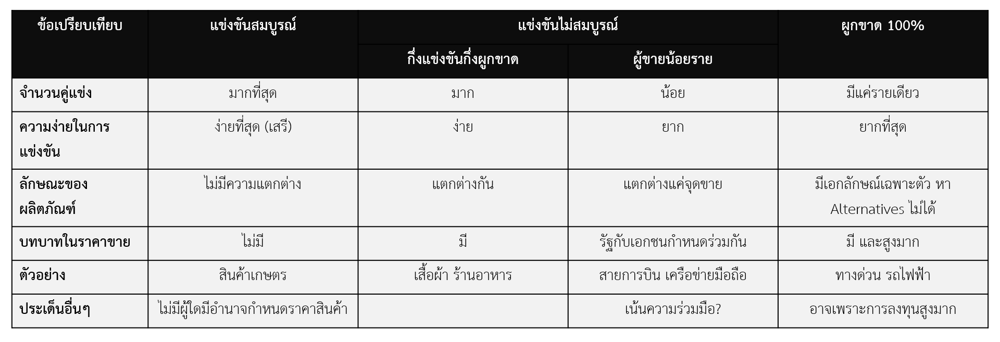 ข้อเปรียบเทียบ แข่งขันสมบูรณ์ แข่งขันไม่สมบูรณ์ ผูกขาด 100%
กึ่งแข่งขันกึ่งผูกขาด ผู้ขายน้อยราย
จำนวนคู่แข่ง มากที่สุด มาก น้อย มีแค่รายเดียว
ความง่ายในการ ง่ายที่สุด (เสรี) ง่าย ยาก ยากที่สุด
แข่งขัน
ลักษณะของ ไม่มีความแตกต่าง แตกต่างกัน แตกต่างแค่จุดขาย มีเอกลักษณ์เฉพาะตัว หา
ผลิตภัณฑ์ Alternatives ไม่ได้
บทบาทในราคาขาย ไม่มี มี รัฐกับเอกชนกำหนดร่วมกัน มี และสูงมาก
ตัวอย่าง สินค้าเกษตร เสื้อผ้า ร้านอาหาร สายการบิน เครือข่ายมือถือ ทางด่วน รถไฟฟ้า
ประเด็นอื่นๆ ไม่มีผู้ใดมีอำนาจกำหนดราคาสินค้า เน้นความร่วมมือ? อาจเพราะการลงทุนสูงมาก